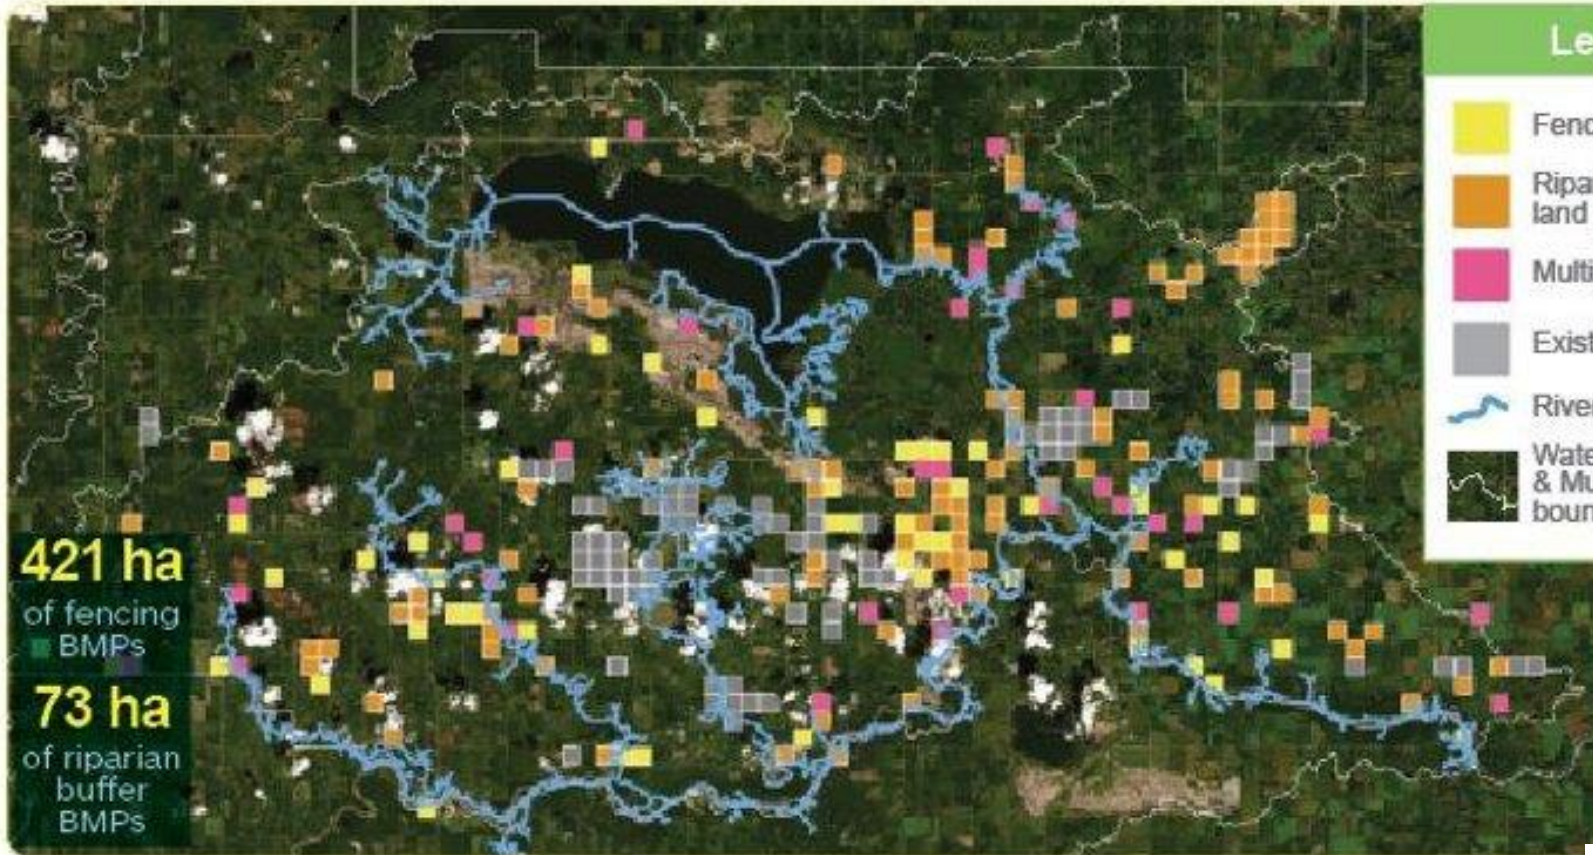 Le
Fenc
Ripa
land
Multi
Exist
River
Wate
& Mu
boun
421 ha
of fencing
BMPs
73 ha
of riparian
buffer
BMPs